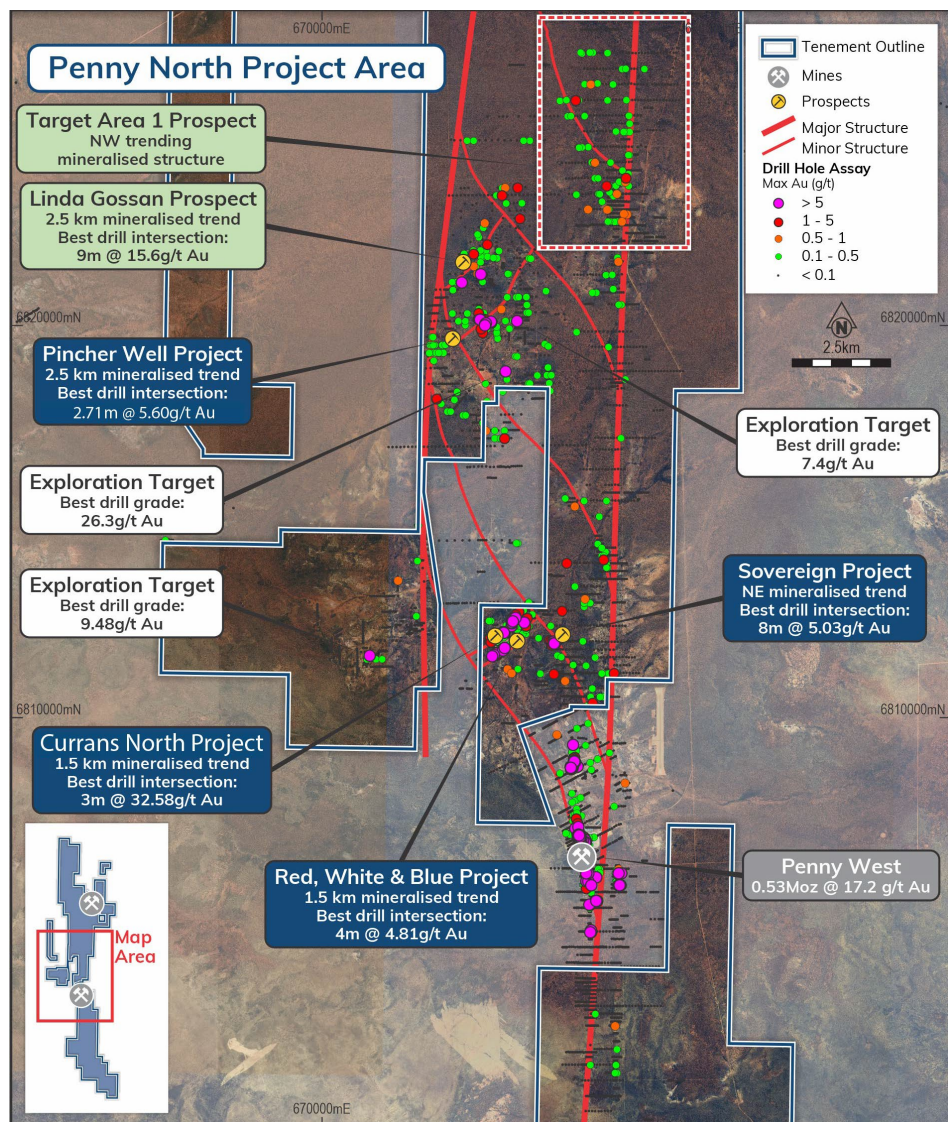 670000mE
Penny North Project Area
Target Area 1 Prospect
NW trending
mineralised structure
Linda Gossan Prospect
2.5 km mineralised trend
Best drill intersection:
9m @ 15.6g/t Au
Tenement Outline
Mines
Prospects
Major Structure
Minor Structure
Drill Hole Assay
Max Au (g/t)
> 5
1 - 5
0.5 - 1
0.1 - 0.5
< 0.1
6820000mN
6820000mN
N
2.5km
Pincher Well Project
2.5 km mineralised trend
Best drill intersection:
2.71m @ 5.60g/t Au
Exploration Target
Best drill grade:
7.4g/t Au
Exploration Target
Best drill grade:
26.3g/t Au
Exploration Target
Best drill grade:
9.48g/t Au
Sovereign Project
NE mineralised trend
Best drill intersection:
8m @ 5.03g/t Au
6810000mN
6810000mN
Currans North Project
1.5 km mineralised trend
Best drill intersection:
3m @ 32.58g/t Au
Red, White & Blue Project
1.5 km mineralised trend
Best drill intersection:
4m @ 4.81g/t Au
Penny West
0.53Moz @ 17.2 g/t Au
Map
Area
670000mE